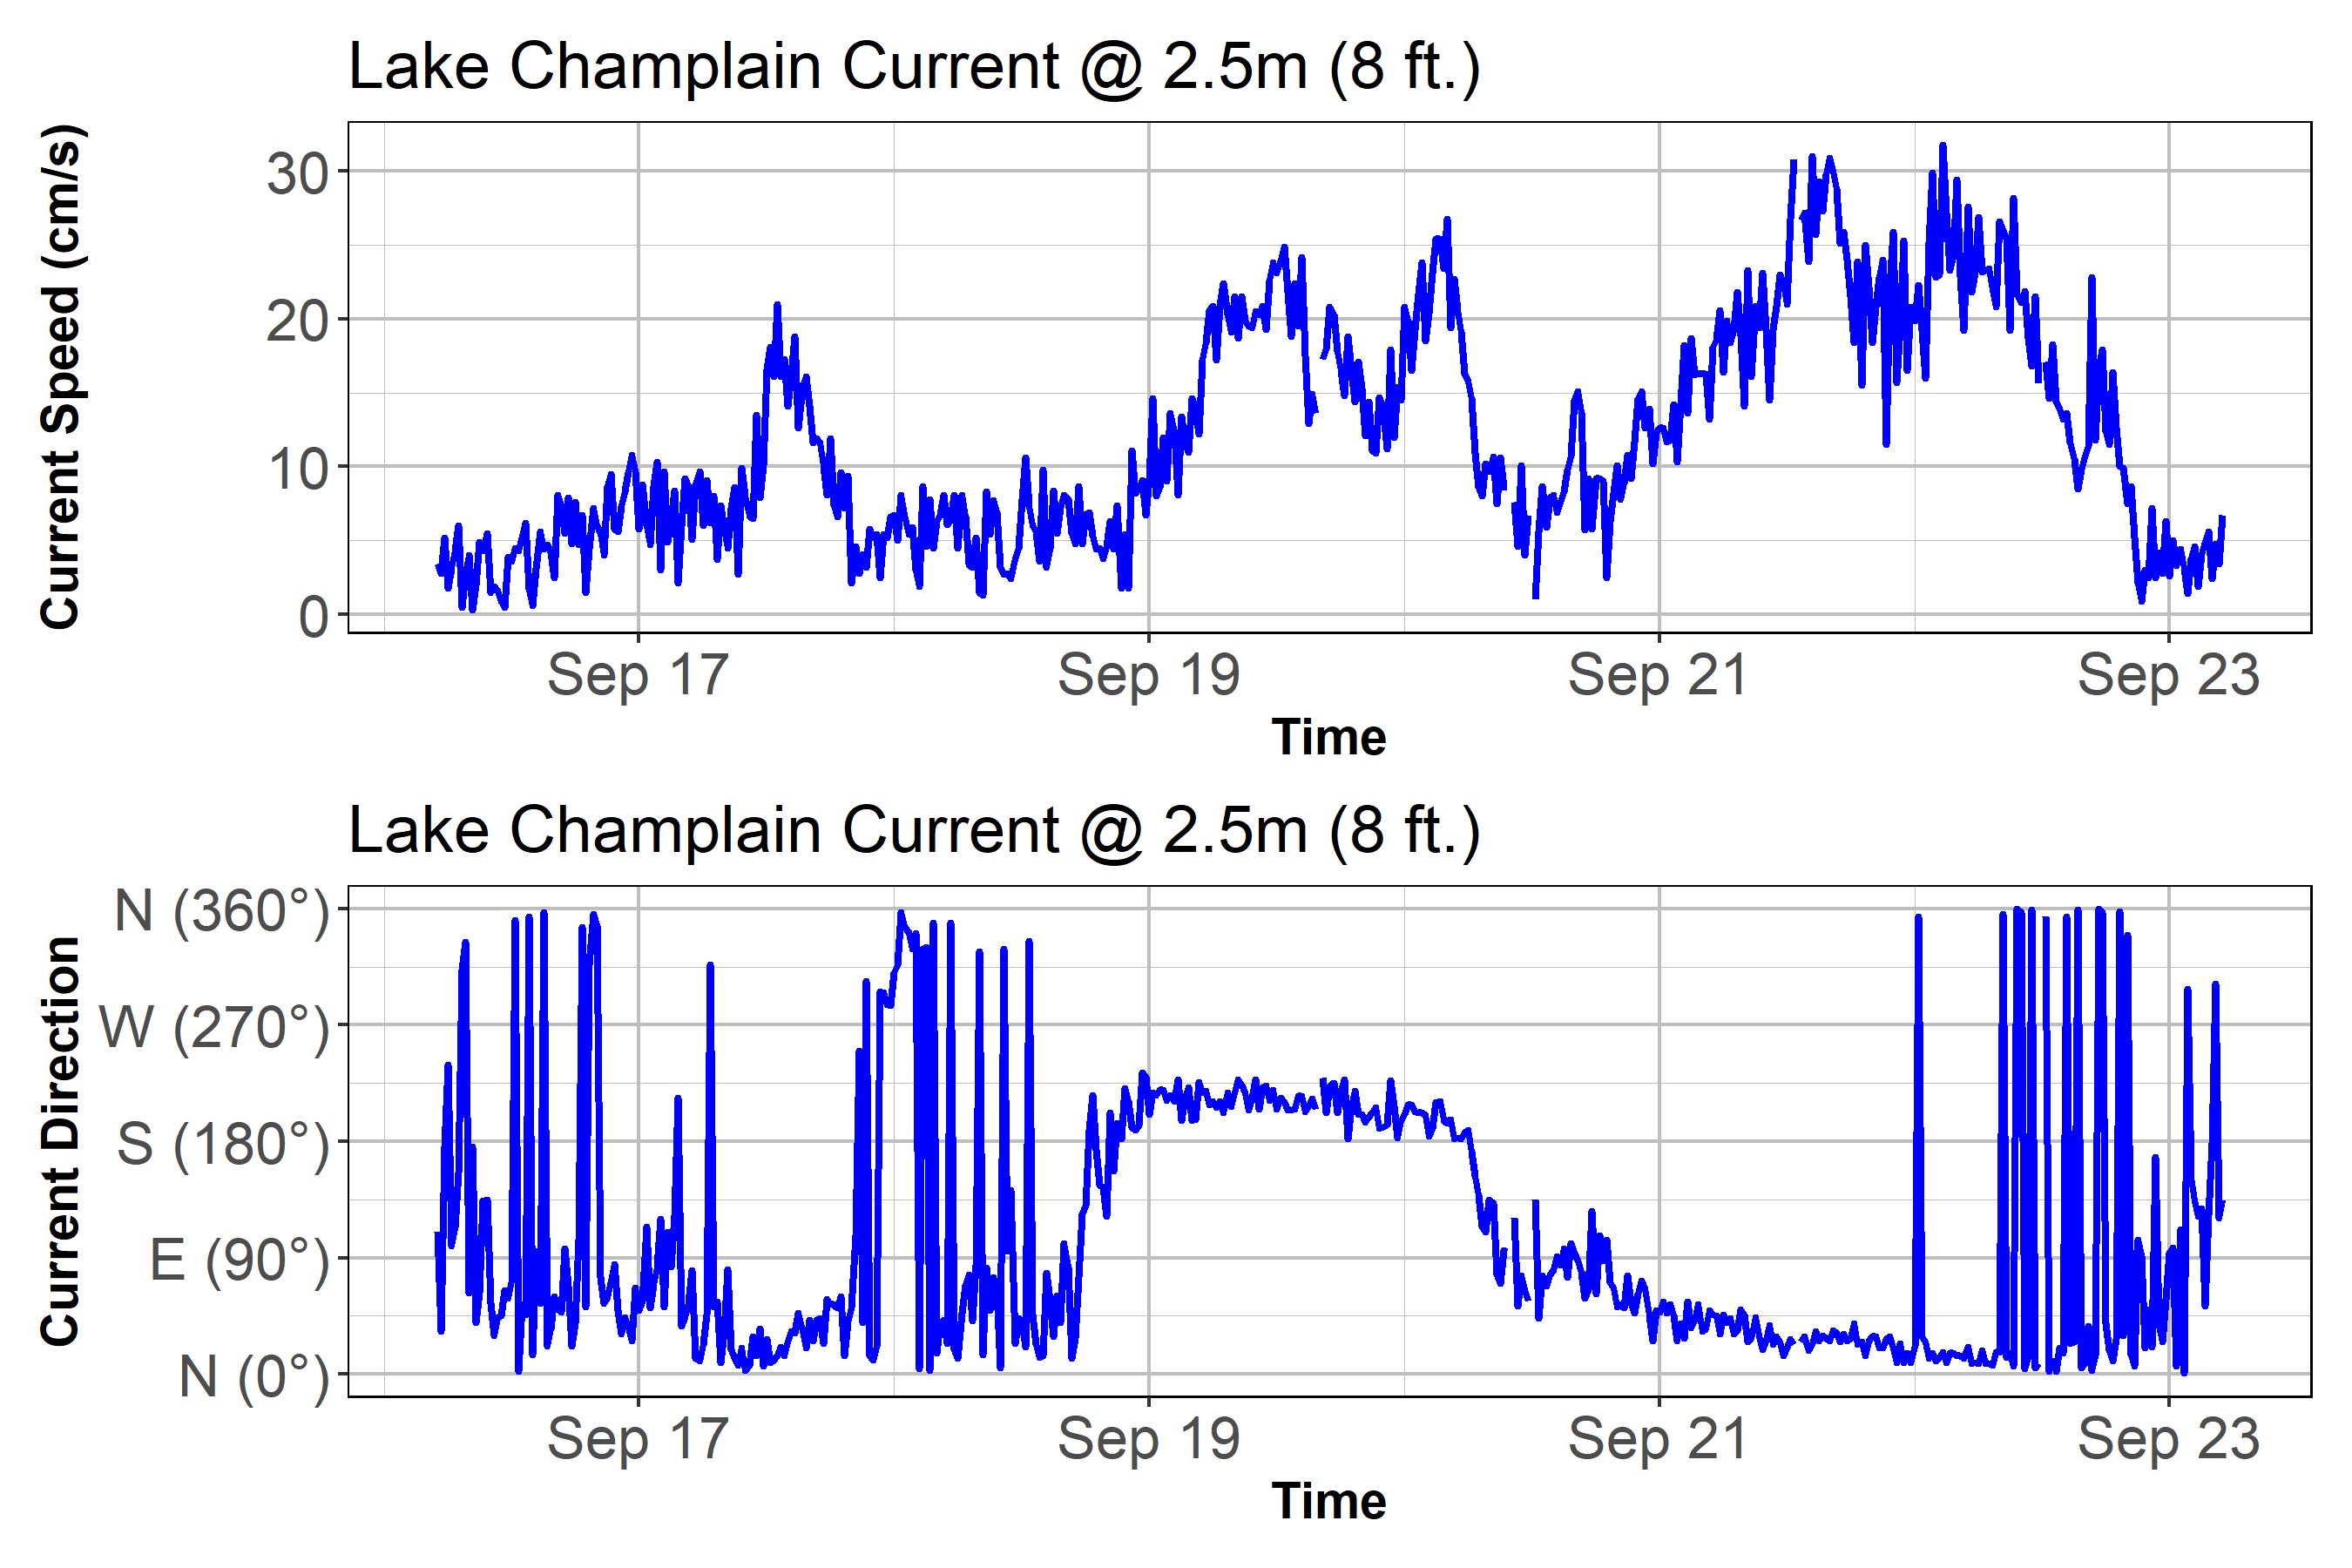 Lake Champlain Current @ 2.5m (8 ft.)
Current Speed (cm/s)
30
20
10
0
Sep 17 Sep 19 Sep 21 Sep 23
Time
Lake Champlain Current @ 2.5m (8 ft.)
Current Direction
N (360°)
W (270°)
S (180°)
E (90°)
N (0°)
Sep 17 Sep 19 Sep 21 Sep 23
Time